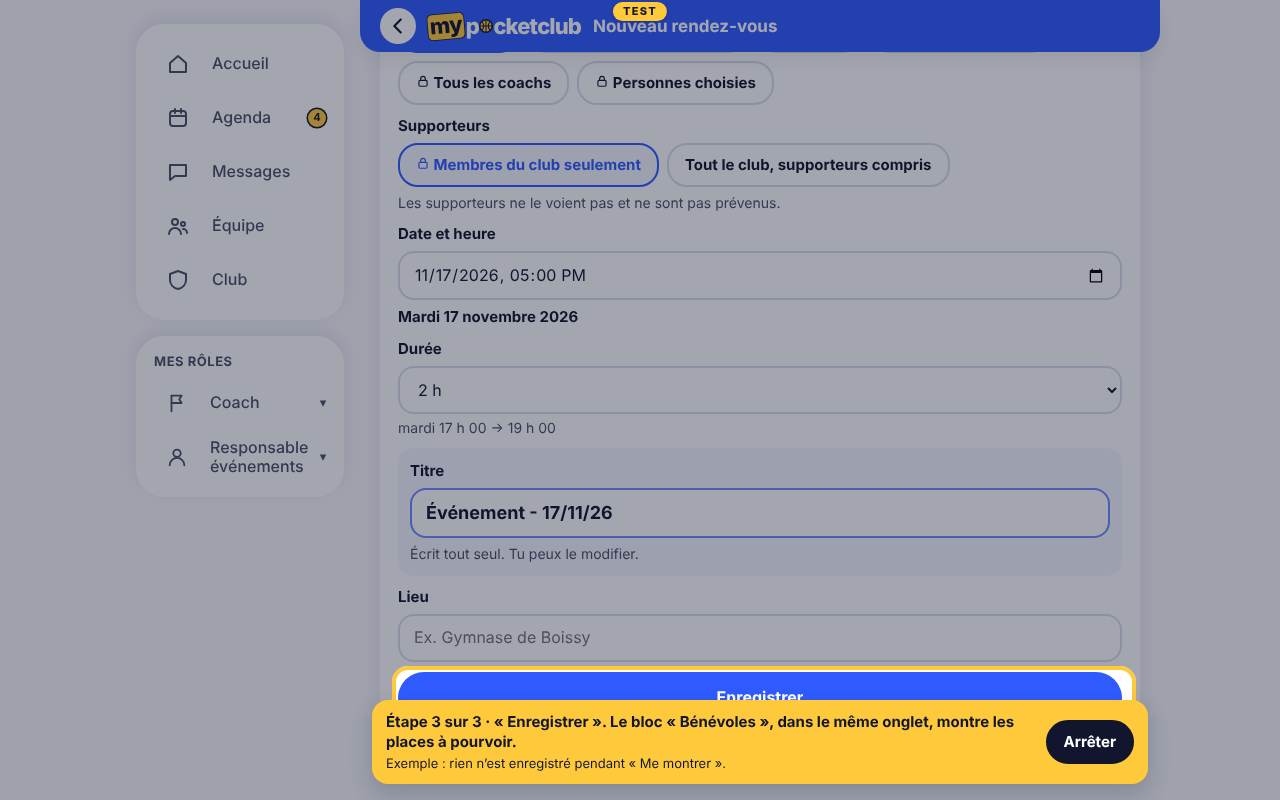 TEST
mypocketclub Nouveau rendez-vous
Accueil
Agenda 4
Messages
Équipe
Club
MES RÔLES
Coach ▾
Responsable événements ▾
Tous les coachs
Personnes choisies
Supporteurs
Membres du club seulement
Tout le club, supporteurs compris
Les supporteurs ne le voient pas et ne sont pas prévenus.
Date et heure
11/17/2026, 05:00 PM
Mardi 17 novembre 2026
Durée
2 h
mardi 17 h 00 → 19 h 00
Titre
Événement - 17/11/26
Écrit tout seul. Tu peux le modifier.
Lieu
Ex. Gymnase de Boissy
Enregistrer
Étape 3 sur 3 · « Enregistrer ». Le bloc « Bénévoles », dans le même onglet, montre les
places à pourvoir.
Exemple : rien n’est enregistré pendant « Me montrer ».
Arrêter